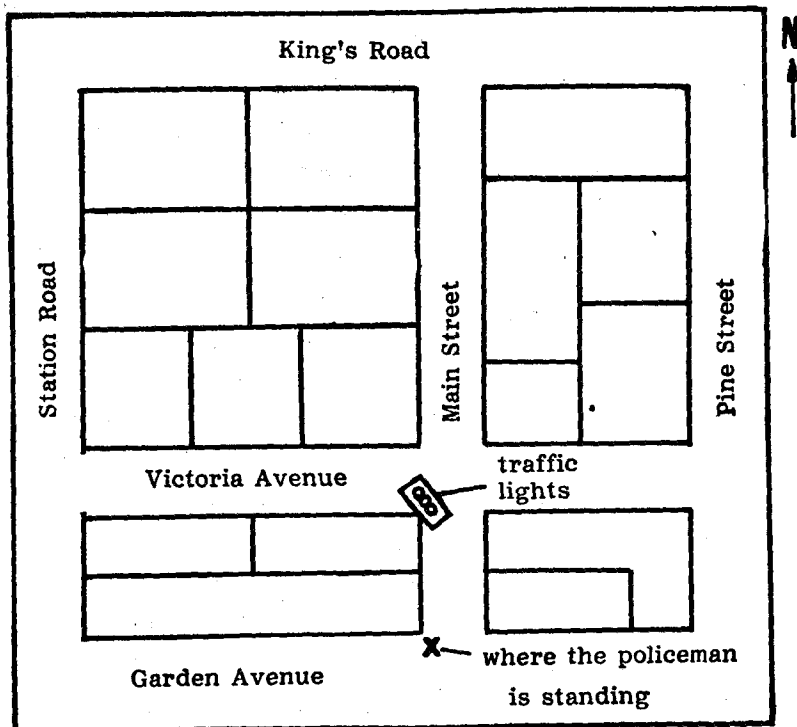 King's Road
N
Station Road
Main Street
Pine Street
Victoria Avenue
traffic
lights
X
where the policeman
is standing
Garden Avenue